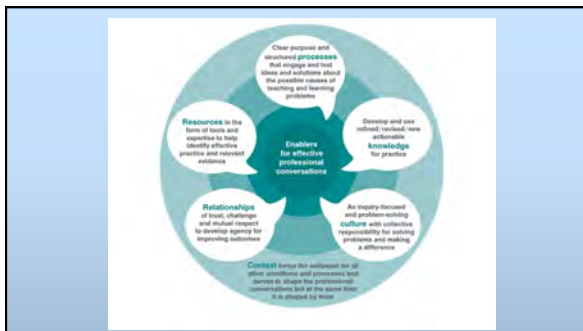 Clear purpose and
structured processes
that engage and test
ideas and solutions about
the possible causes of
teaching and learning
problems
Resources in the
form of tools and
expertise to help
identify effective
practice and relevant
evidence
Enablers
for effective
professional
conversations
Develop and use
refined/revised/new
actionable
knowledge
for practice
Relationships
of trust, challenge
and mutual respect
to develop agency for
improving outcomes
An inquiry-focused
and problem-solving
culture with collective
responsibility for solving
problems and making
a difference
Context forms the wallpaper for all
other conditions and processes and
serves to shape the professional
conversations but at the same time
it is shaped by them